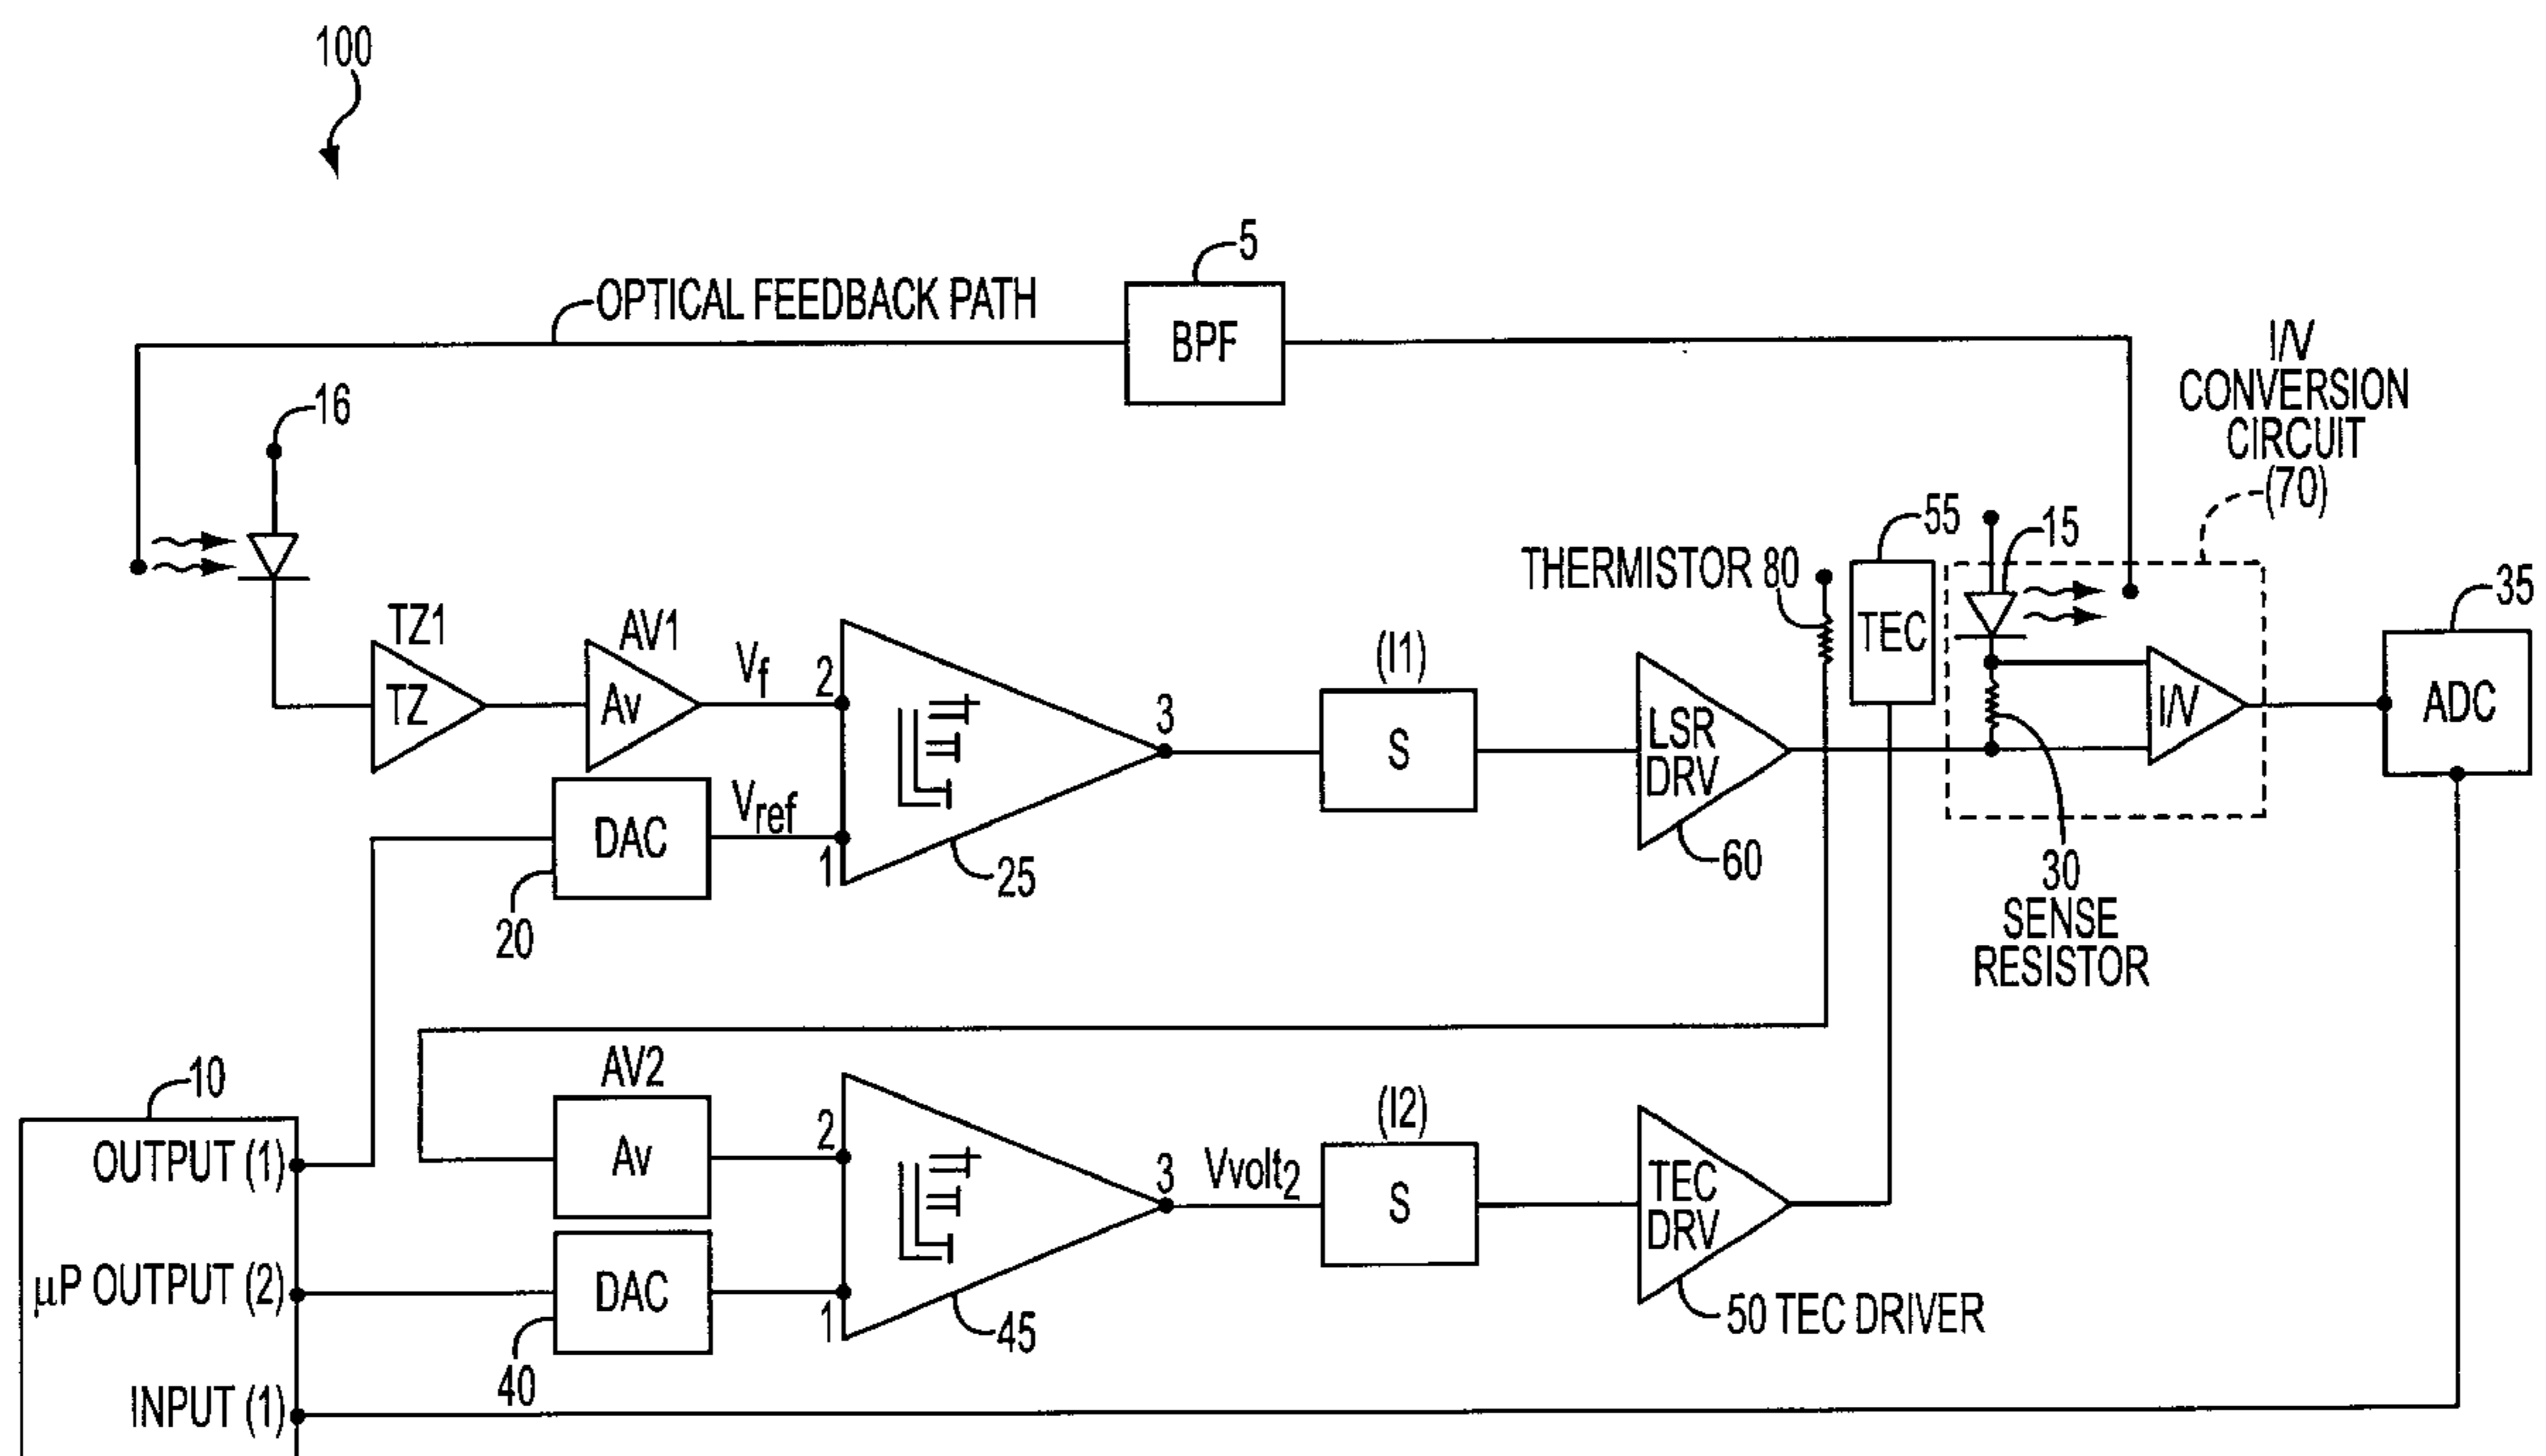 100
5
OPTICAL FEEDBACK PATH
BPF
I/V
CONVERSION
CIRCUIT
(70)
16
55
15
THERMISTOR 80
TEC
35
TZ1
AV1
Vf
2
(I1)
3
TZ
Av
S
LSR
DRV
I/V
ADC
DAC
Vref
1
25
60
30
SENSE
RESISTOR
20
10
AV2
2
(I2)
OUTPUT (1)
Av
3
Vvolt2
S
TEC
DRV
µP OUTPUT (2)
DAC
1
45
50 TEC DRIVER
40
INPUT (1)